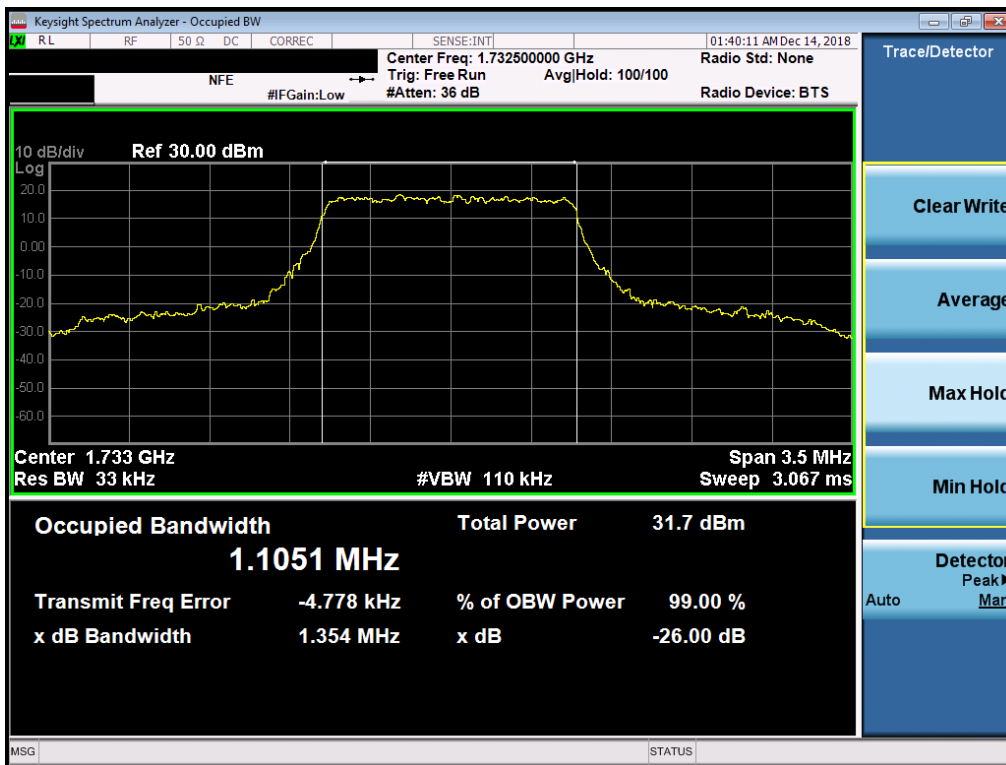 Keysight Spectrum Analyzer - Occupied BW
LXI RL RF 50 Ω DC CORREC SENSE:INT 01:40:11 AM Dec 14, 2018
Center Freq: 1.732500000 GHz Radio Std: None
NFE Trig: Free Run Avg|Hold: 100/100
#IFGain:Low #Atten: 36 dB Radio Device: BTS
10 dB/div Ref 30.00 dBm
Log
20.0
10.0
0.00
-10.0
-20.0
-30.0
-40.0
-50.0
-60.0
Center 1.733 GHz Span 3.5 MHz
Res BW 33 kHz #VBW 110 kHz Sweep 3.067 ms
Occupied Bandwidth Total Power 31.7 dBm
1.1051 MHz
Transmit Freq Error -4.778 kHz % of OBW Power 99.00 %
x dB Bandwidth 1.354 MHz x dB -26.00 dB
MSG STATUS
Trace/Detector
Clear Write
Average
Max Hold
Min Hold
Detector
Peak
Auto Man